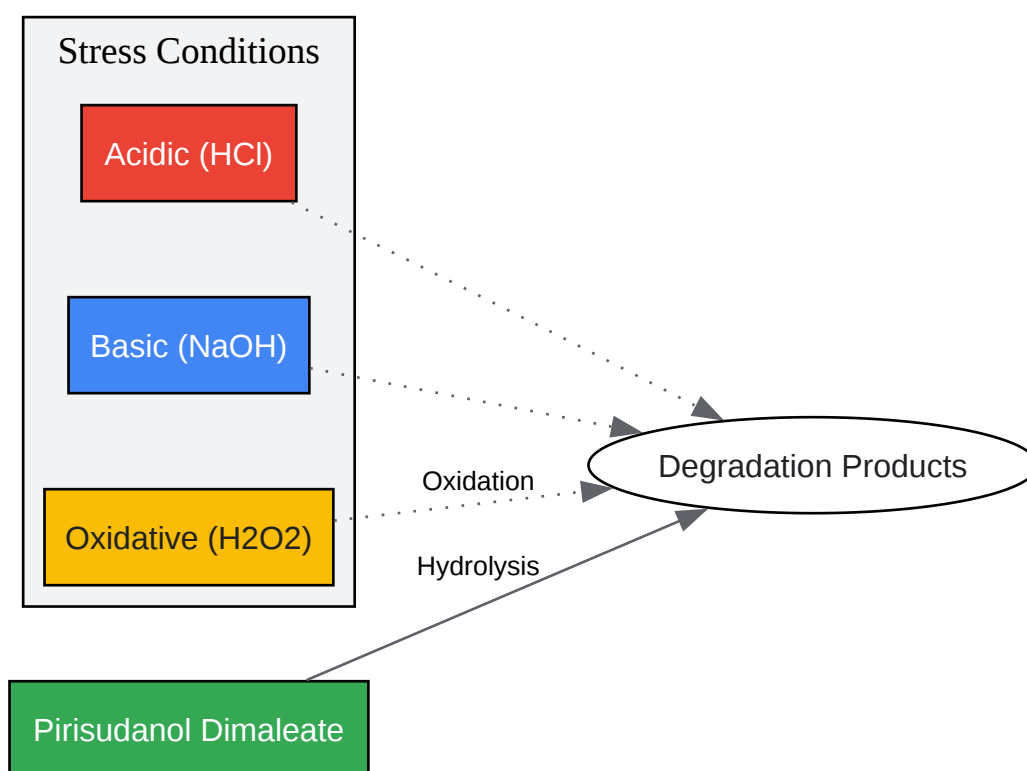 Stress Conditions
Acidic (HCl)
Basic (NaOH)
Oxidation
Degradation Products
Oxidative (H2O2)
Hydrolysis
Pirisudanol Dimaleate